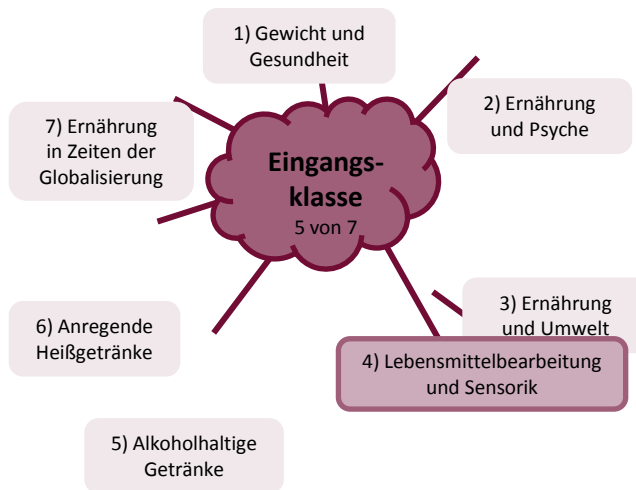 1) Gewicht und
Gesundheit
2) Ernährung
und Psyche
7) Ernährung
in Zeiten der
Globalisierung
Eingangs-
klasse
5 von 7
3) Ernährung
und Umwelt
6) Anregende
Heißgetränke
4) Lebensmittelbearbeitung
und Sensorik
5) Alkoholhaltige
Getränke